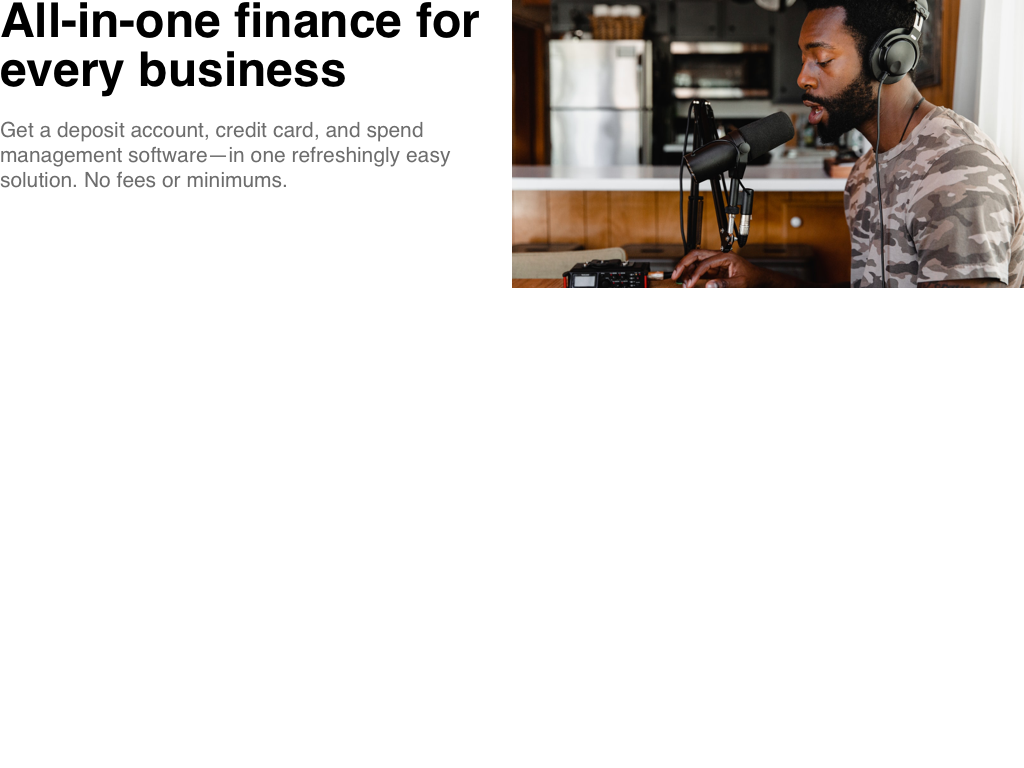 All-in-one finance for
every business
Get a deposit account, credit card, and spend
management software—in one refreshingly easy
solution. No fees or minimums.